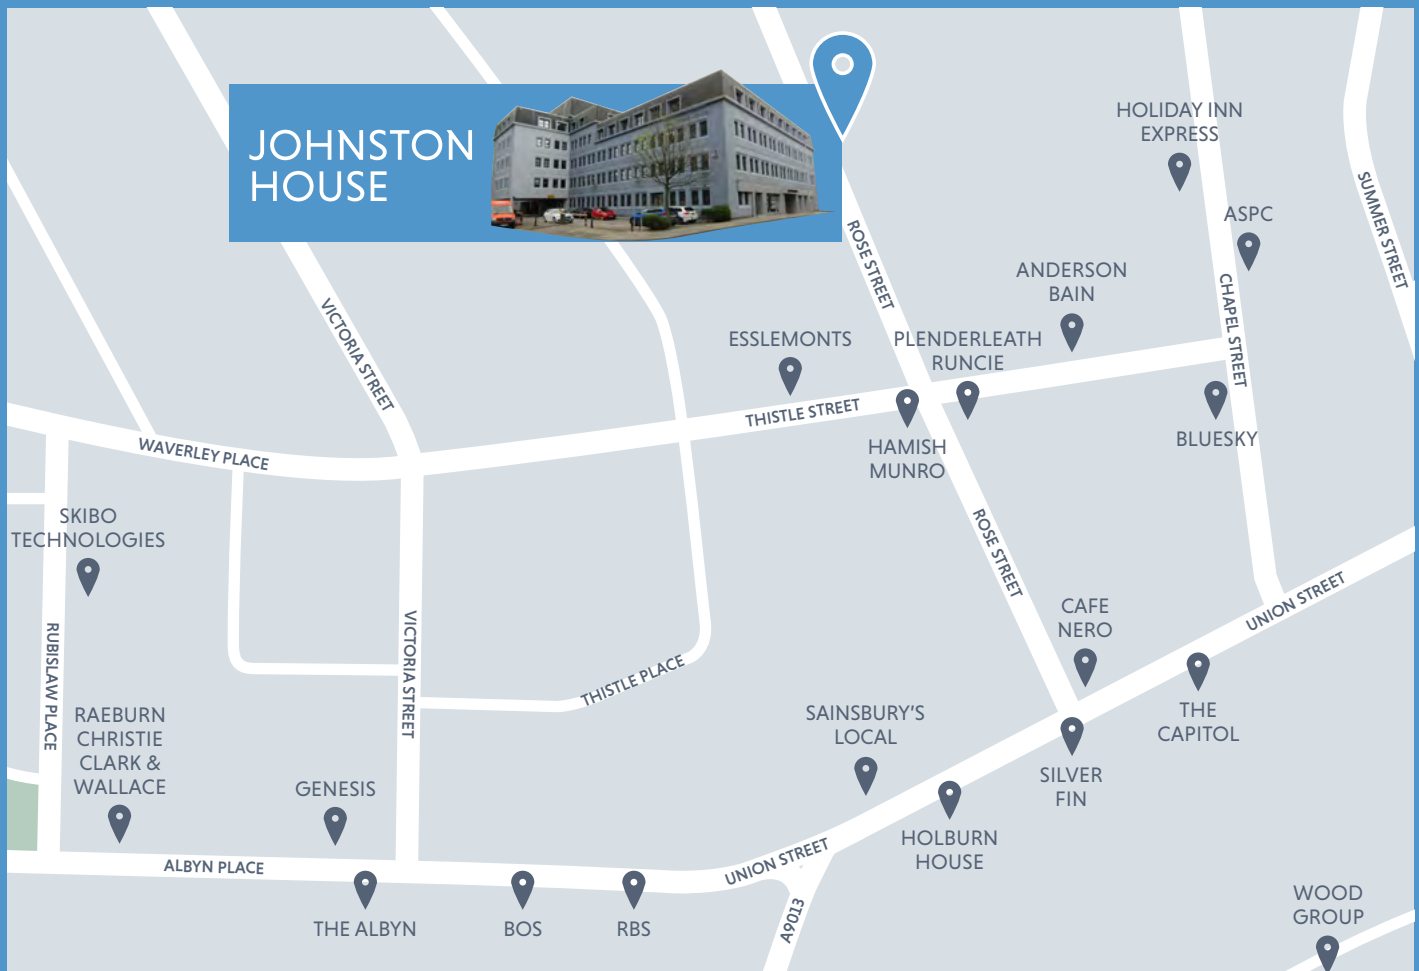 JOHNSTON
HOUSE
HOLIDAY INN
EXPRESS
ASPC
SUMMER STREET
ROSE STREET
ANDERSON
BAIN
CHAPEL STREET
VICTORIA STREET
ESSLEMONTS
PLENDERLEATH
RUNCIE
THISTLE STREET
HAMISH
MUNRO
BLUESKY
WAVERLEY PLACE
SKIBO
TECHNOLOGIES
ROSE STREET
CAFE
NERO
UNION STREET
RUBISLAW PLACE
VICTORIA STREET
THISTLE PLACE
RAEBURN
CHRISTIE
CLARK &
WALLACE
GENESIS
SAINSBURY'S
LOCAL
THE
CAPITOL
SILVER
FIN
HOLBURN
HOUSE
ALBYN PLACE
UNION STREET
THE ALBYN
BOS
RBS
A9013
WOOD
GROUP